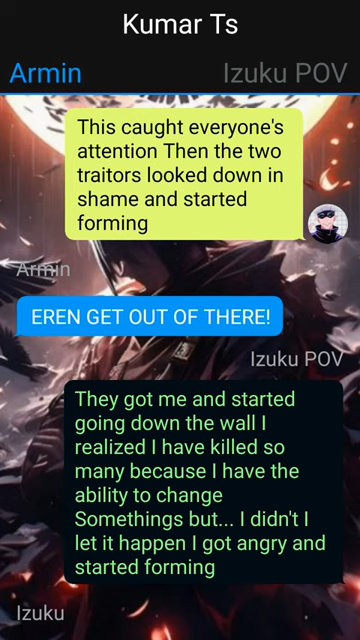 Kumar Ts
Armin
Izuku POV
This caught everyone's
attention Then the two
traitors looked down in
shame and started
forming
Armin
EREN GET OUT OF THERE!
Izuku POV
They got me and started
going down the wall I
realized I have killed so
many because I have the
ability to change
Somethings but... I didn't I
let it happen I got angry and
started forming
Izuku